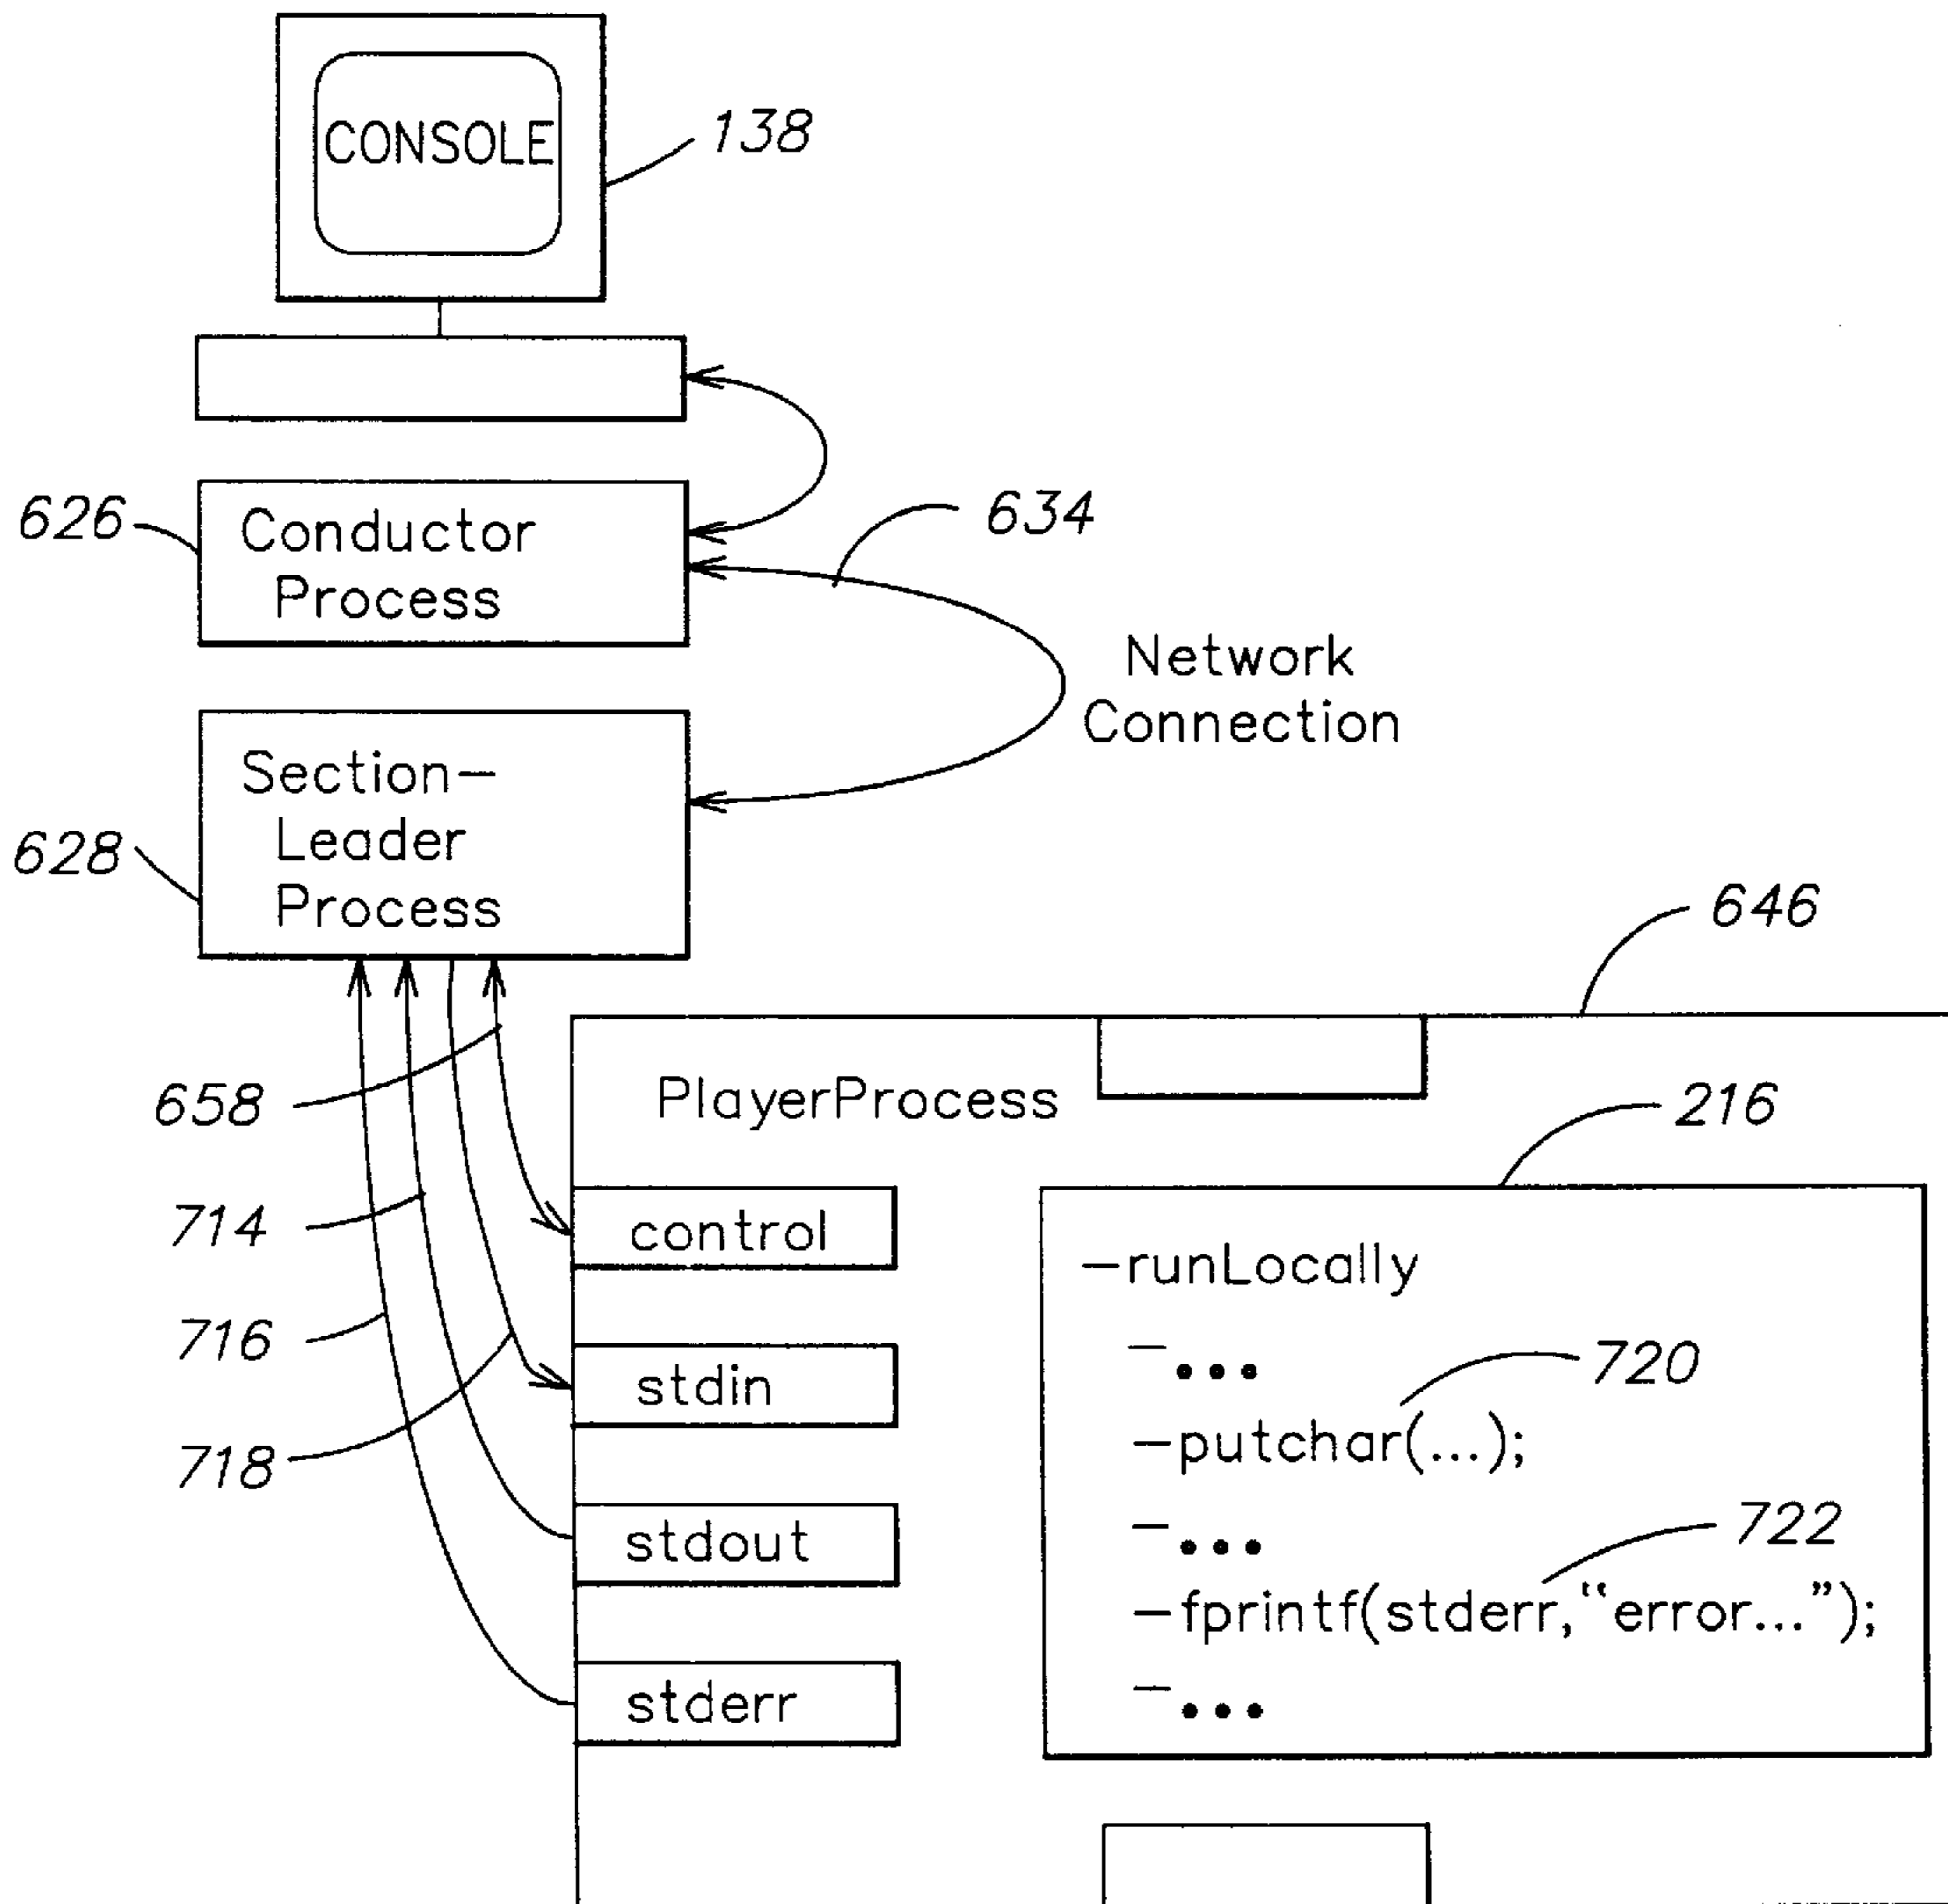 CONSOLE
138
626
Conductor
Process
634
Network
Connection
Section–
Leader
Process
628
646
658
PlayerProcess
216
714
control
–runLocally
716
–...
720
stdin
–putchar(...);
718
–...
722
stdout
–fprintf(stderr,“error...”);
stderr
–...